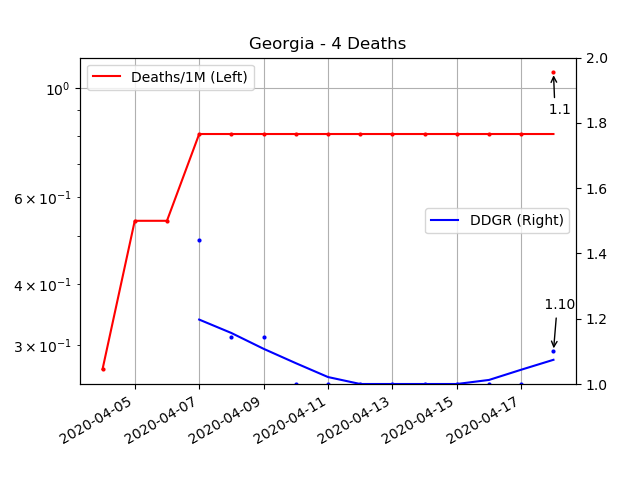 Georgia - 4 Deaths
Deaths/1M (Left)
DDGR (Right)
1.1
1.10
10⁰
6 × 10⁻¹
4 × 10⁻¹
3 × 10⁻¹
2.0
1.8
1.6
1.4
1.2
1.0
2020-04-05
2020-04-07
2020-04-09
2020-04-11
2020-04-13
2020-04-15
2020-04-17